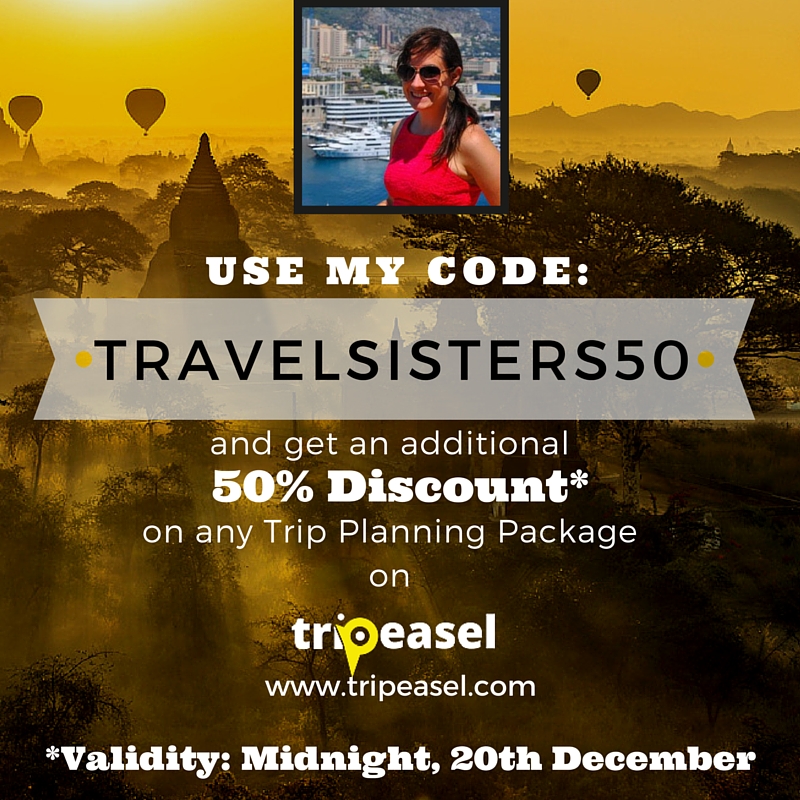 USE MY CODE:
TRAVELSISTERS50
and get an additional
50% Discount*
on any Trip Planning Package
on
tripeasel
www.tripeasel.com
*Validity: Midnight, 20th December